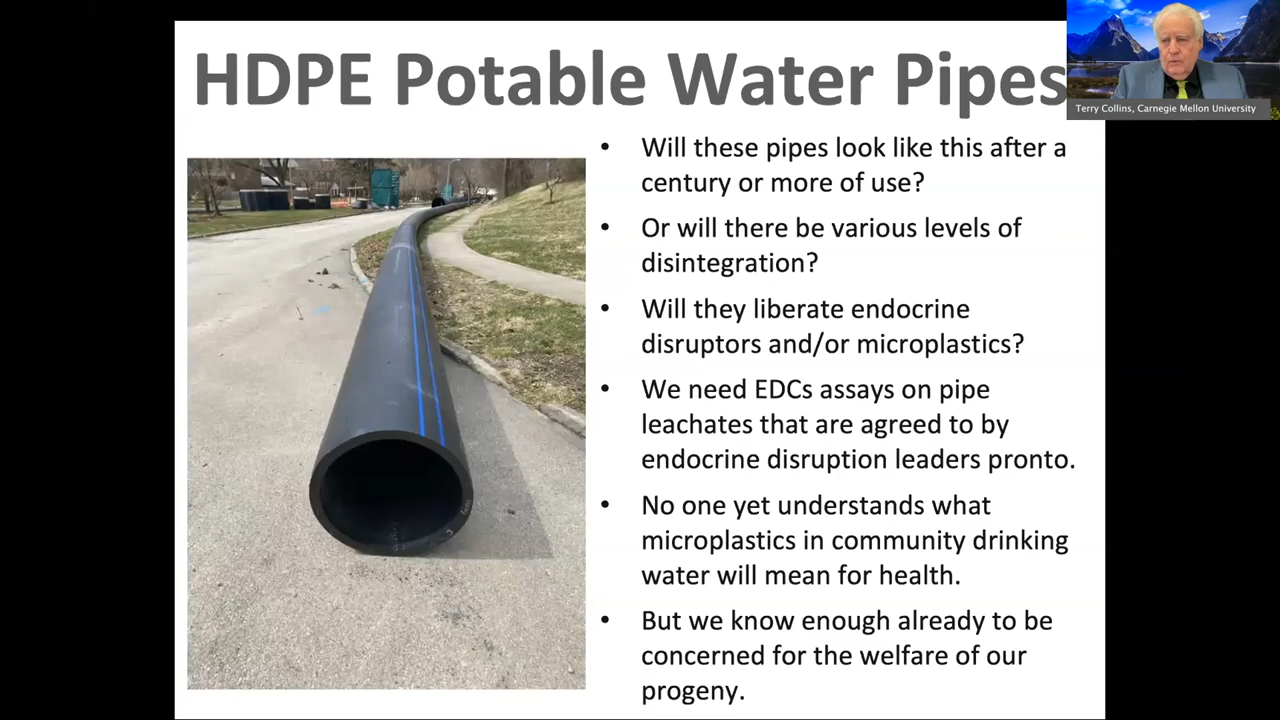 HDPE Potable Water Pipes
Terry Collins, Carnegie Mellon University
• Will these pipes look like this after a
century or more of use?
• Or will there be various levels of
disintegration?
• Will they liberate endocrine
disruptors and/or microplastics?
• We need EDCs assays on pipe
leachates that are agreed to by
endocrine disruption leaders pronto.
• No one yet understands what
microplastics in community drinking
water will mean for health.
• But we know enough already to be
concerned for the welfare of our
progeny.